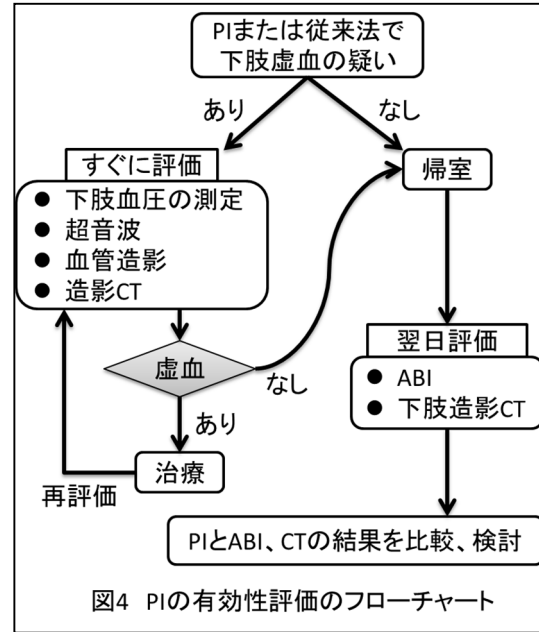 PIまたは従来法で
下肢虚血の疑い
あり
なし
すぐに評価
● 下肢血圧の測定
● 超音波
● 血管造影
● 造影CT
帰室
虚血
なし
あり
治療
再評価
翌日評価
● ABI
● 下肢造影CT
PIとABI、CTの結果を比較、検討
図4 PIの有効性評価のフローチャート